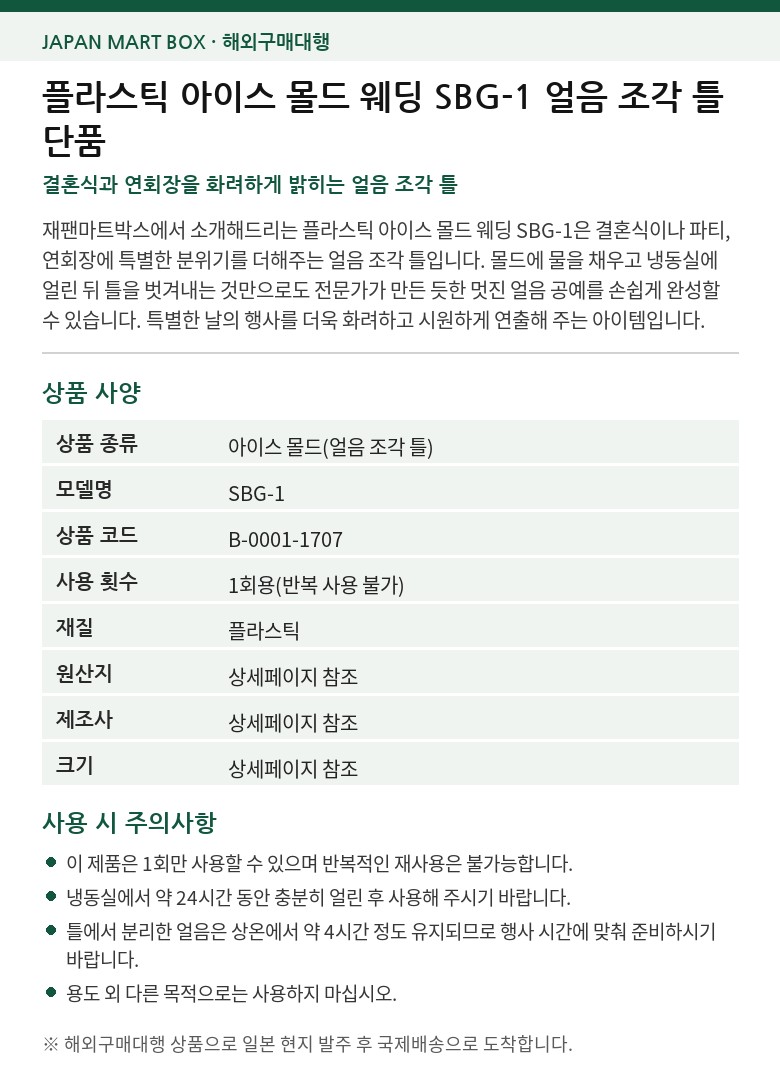 JAPAN MART BOX · 해외구매대행
플라스틱 아이스 몰드 웨딩 SBG-1 얼음 조각 틀
단품
결혼식과 연회장을 화려하게 밝히는 얼음 조각 틀
재팬마트박스에서 소개해드리는 플라스틱 아이스 몰드 웨딩 SBG-1은 결혼식이나 파티,
연회장에 특별한 분위기를 더해주는 얼음 조각 틀입니다. 몰드에 물을 채우고 냉동실에
얼린 뒤 틀을 벗겨내는 것만으로도 전문가가 만든 듯한 멋진 얼음 공예를 손쉽게 완성할
수 있습니다. 특별한 날의 행사를 더욱 화려하고 시원하게 연출해 주는 아이템입니다.
상품 사양
상품 종류 아이스 몰드(얼음 조각 틀)
모델명 SBG-1
상품 코드 B-0001-1707
사용 횟수 1회용(반복 사용 불가)
재질 플라스틱
원산지 상세페이지 참조
제조사 상세페이지 참조
크기 상세페이지 참조
사용 시 주의사항
● 이 제품은 1회만 사용할 수 있으며 반복적인 재사용은 불가능합니다.
● 냉동실에서 약 24시간 동안 충분히 얼린 후 사용해 주시기 바랍니다.
● 틀에서 분리한 얼음은 상온에서 약 4시간 정도 유지되므로 행사 시간에 맞춰 준비하시기
바랍니다.
● 용도 외 다른 목적으로는 사용하지 마십시오.
※ 해외구매대행 상품으로 일본 현지 발주 후 국제배송으로 도착합니다.